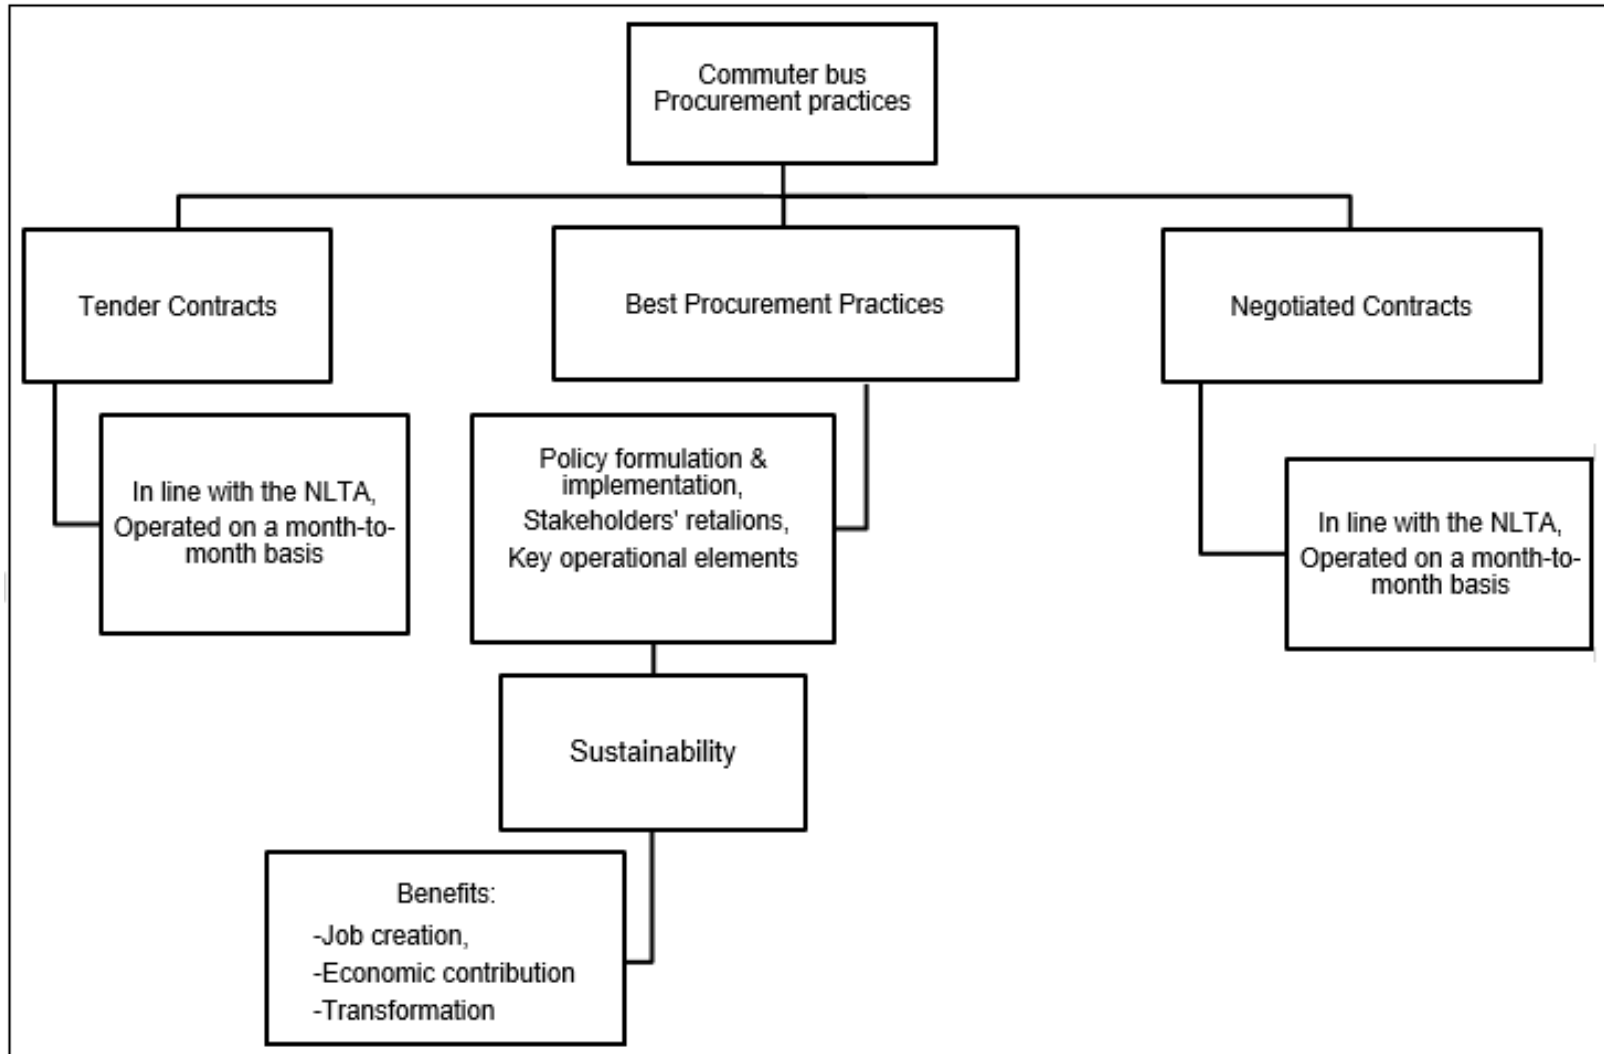 Commuter bus
Procurement practices
Tender Contracts
Best Procurement Practices
Negotiated Contracts
In line with the NLTA,
Operated on a month-to-
month basis
Policy formulation &
implementation,
Stakeholders' retalions,
Key operational elements
In line with the NLTA,
Operated on a month-to-
month basis
Sustainability
Benefits:
-Job creation,
-Economic contribution
-Transformation